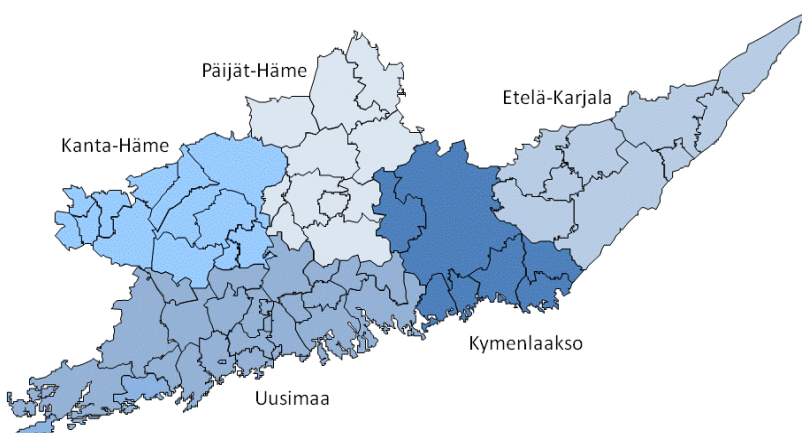 Päijät-Häme
Etelä-Karjala
Kanta-Häme
Kymenlaakso
Uusimaa